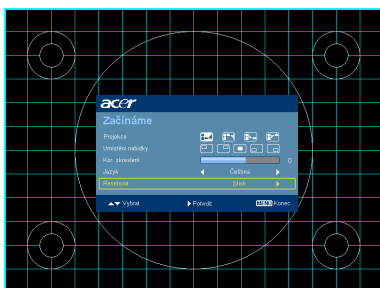 acer
Začínáme
Projekce
Umístění nabídky
Kor. zkreslení 0
Jazyk Čeština
Resetovat Stisk
Vybrat Potvrdit MENU Konec